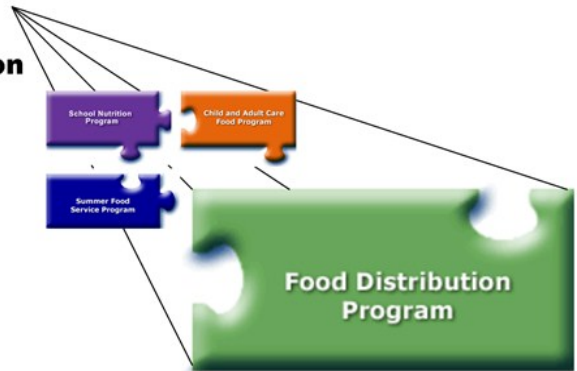 on
School Nutrition
Program
Child and Adult Care
Food Program
Summer Food
Service Program
Food Distribution
Program